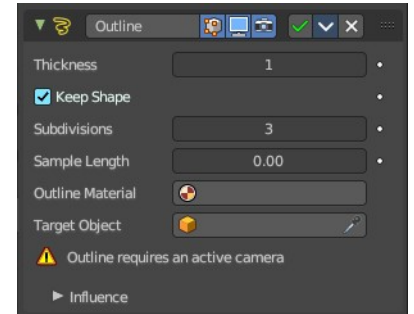 Outline
Thickness 1
Keep Shape
Subdivisions 3
Sample Length 0.00
Outline Material
Target Object
Outline requires an active camera
Influence